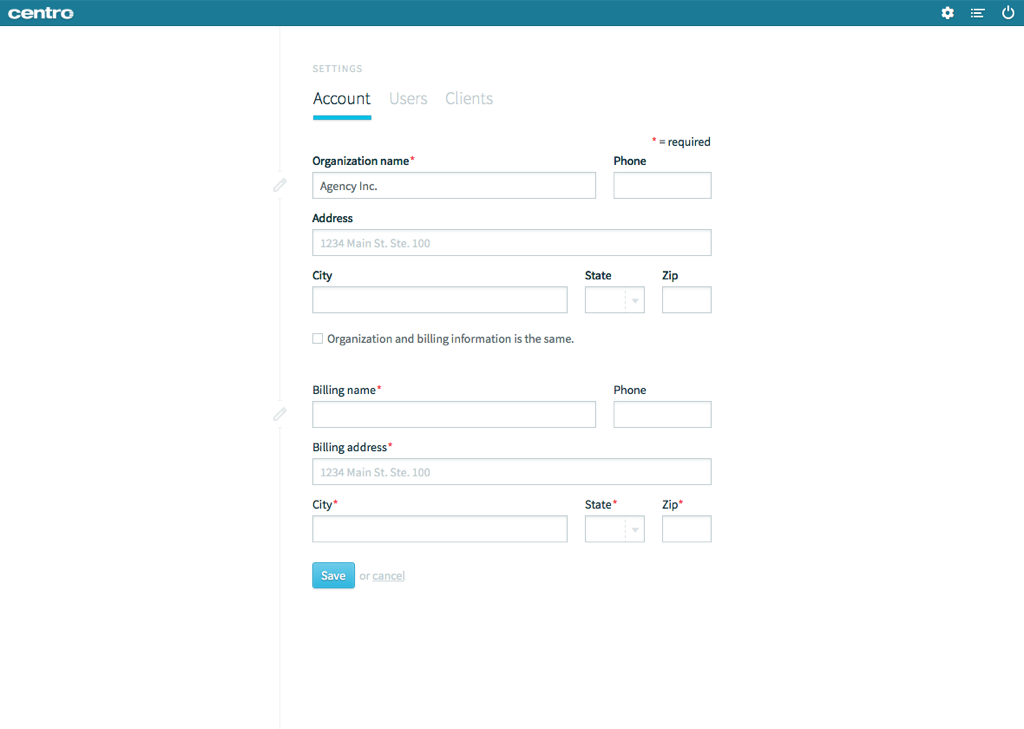 centro
SETTINGS
Account Users Clients
* = required
Organization name* Phone
Agency Inc.
Address
1234 Main St. Ste. 100
City State Zip
Organization and billing information is the same.
Billing name* Phone
Billing address*
1234 Main St. Ste. 100
City* State* Zip*
Save or cancel